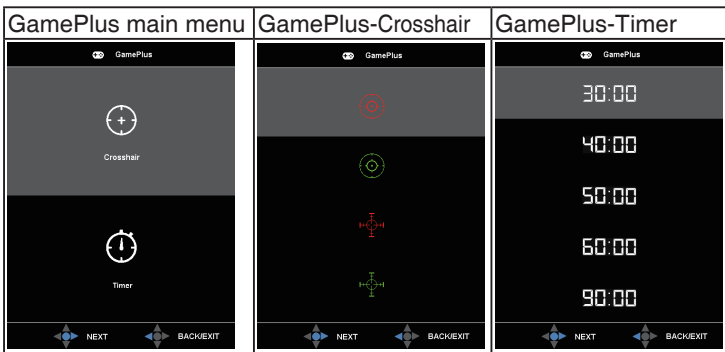 GamePlus main menu
GamePlus
Crosshair
Timer
NEXT BACK/EXIT
GamePlus-Crosshair
GamePlus
NEXT BACK/EXIT
GamePlus-Timer
GamePlus
30:00
40:00
50:00
60:00
90:00
NEXT BACK/EXIT